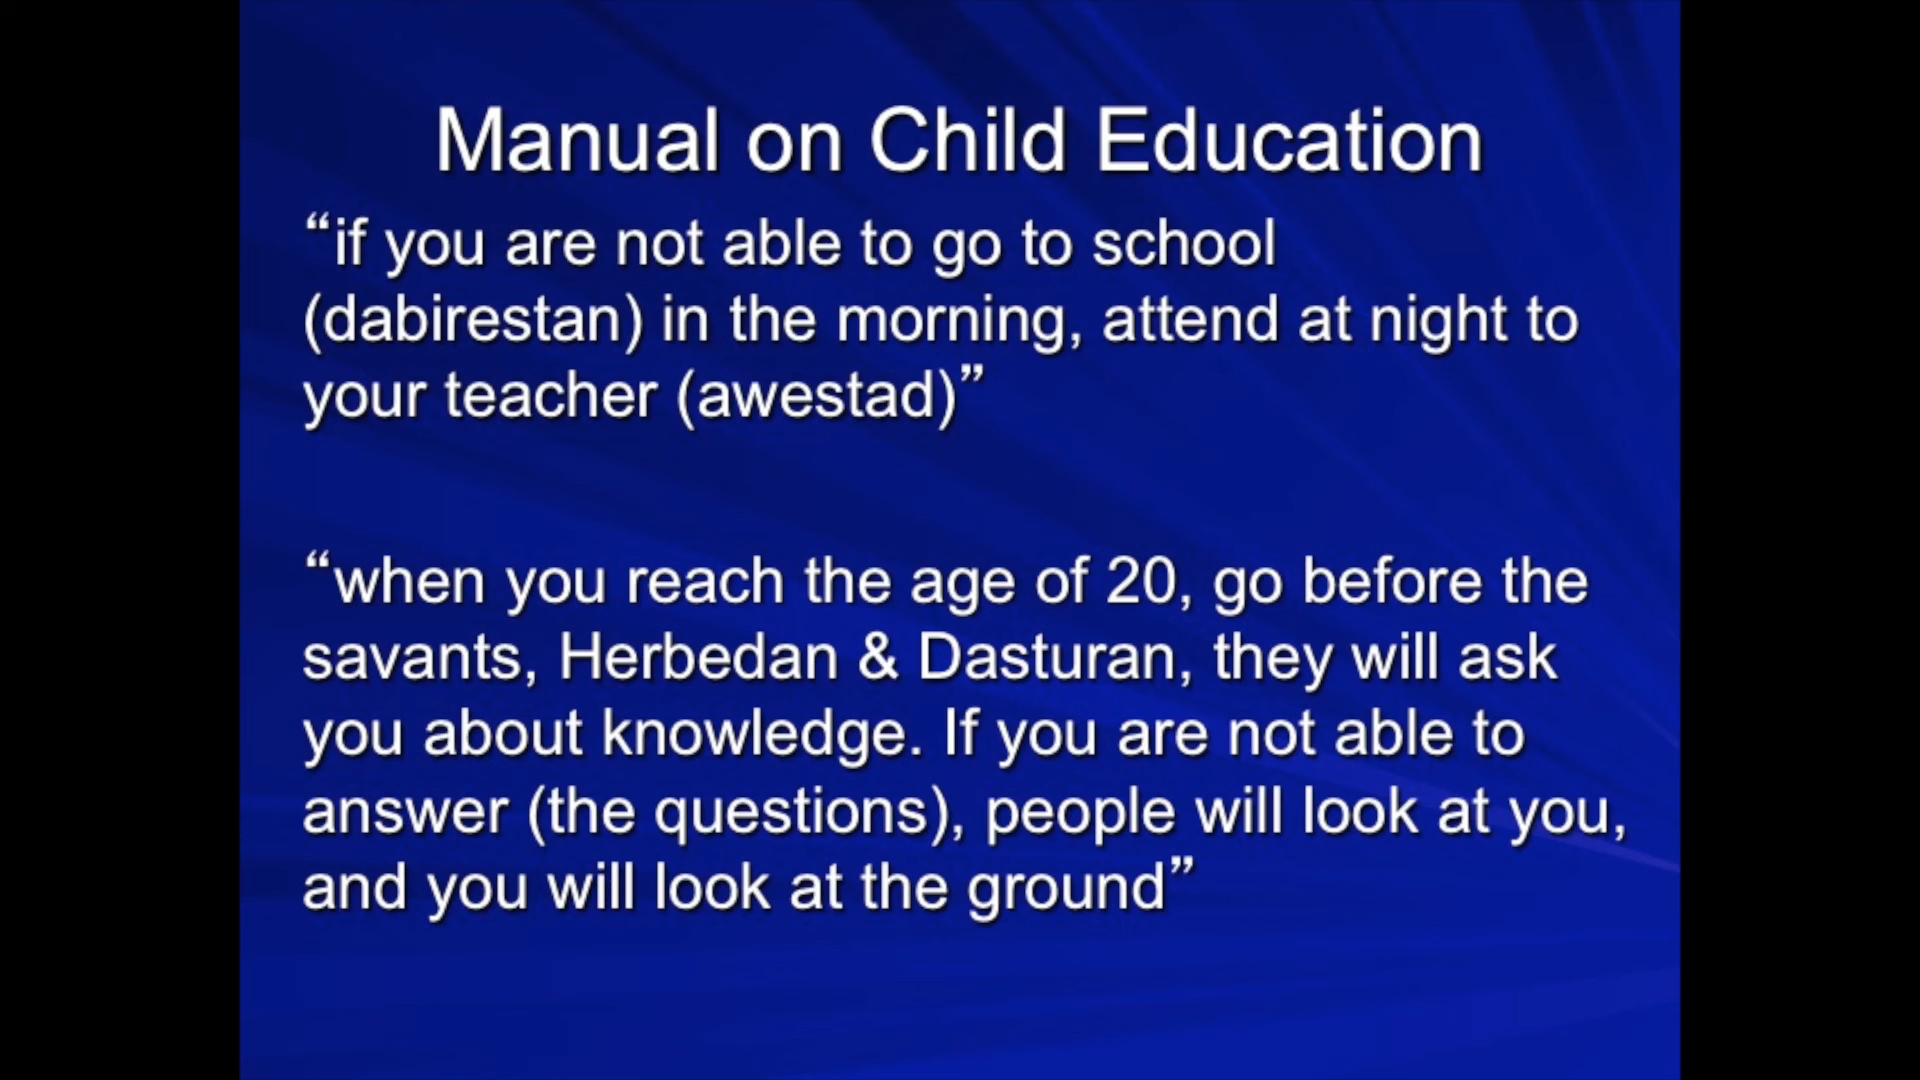 Manual on Child Education
“if you are not able to go to school
(dabirestan) in the morning, attend at night to
your teacher (awestad)”
“when you reach the age of 20, go before the
savants, Herbedan & Dasturan, they will ask
you about knowledge. If you are not able to
answer (the questions), people will look at you,
and you will look at the ground”